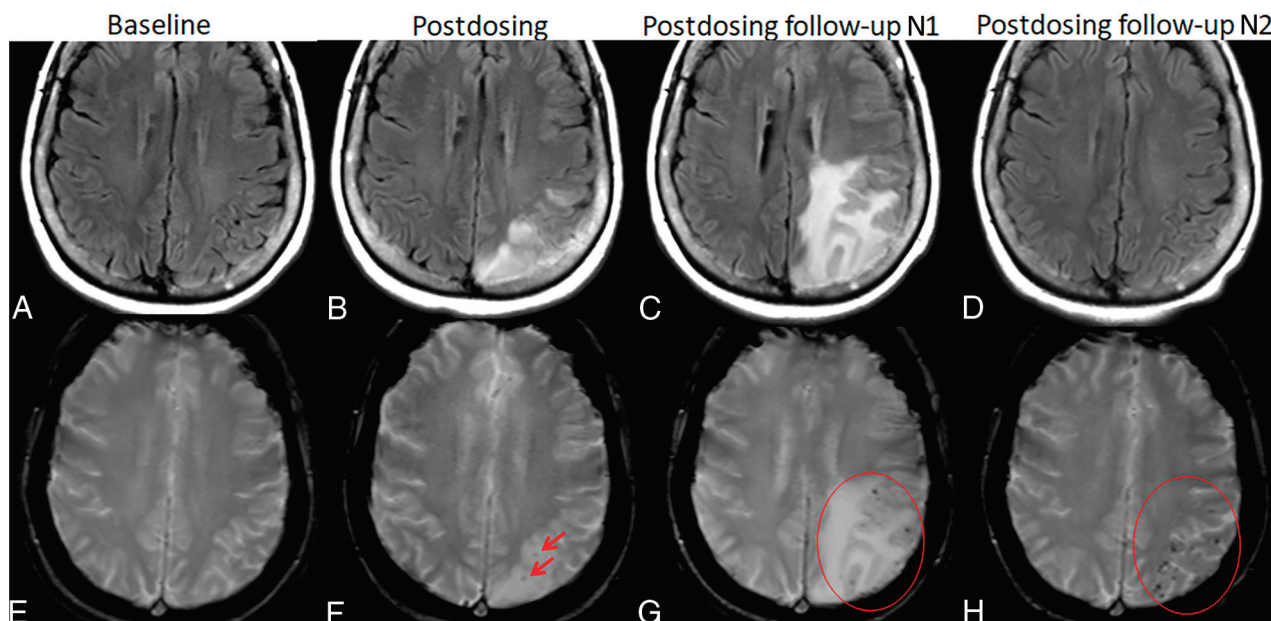 Baseline
Postdosing
Postdosing follow-up N1
Postdosing follow-up N2
A
B
C
D
E
F
G
H